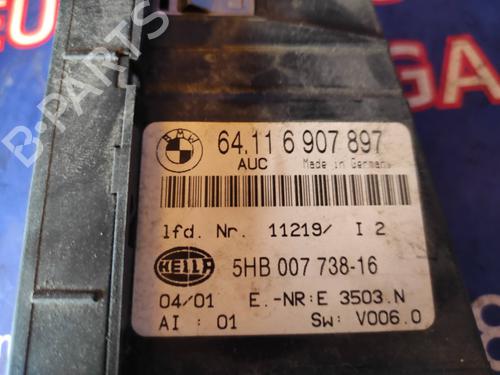 BMW
64.11 6 907 897
AUC Made in Germany
lfd. Nr. 11219/ I 2
HELLA
5HB 007 738-16
04/01 E.-NR:E 3503.N
AI : 01 Sw: V006.0
B-PARTS